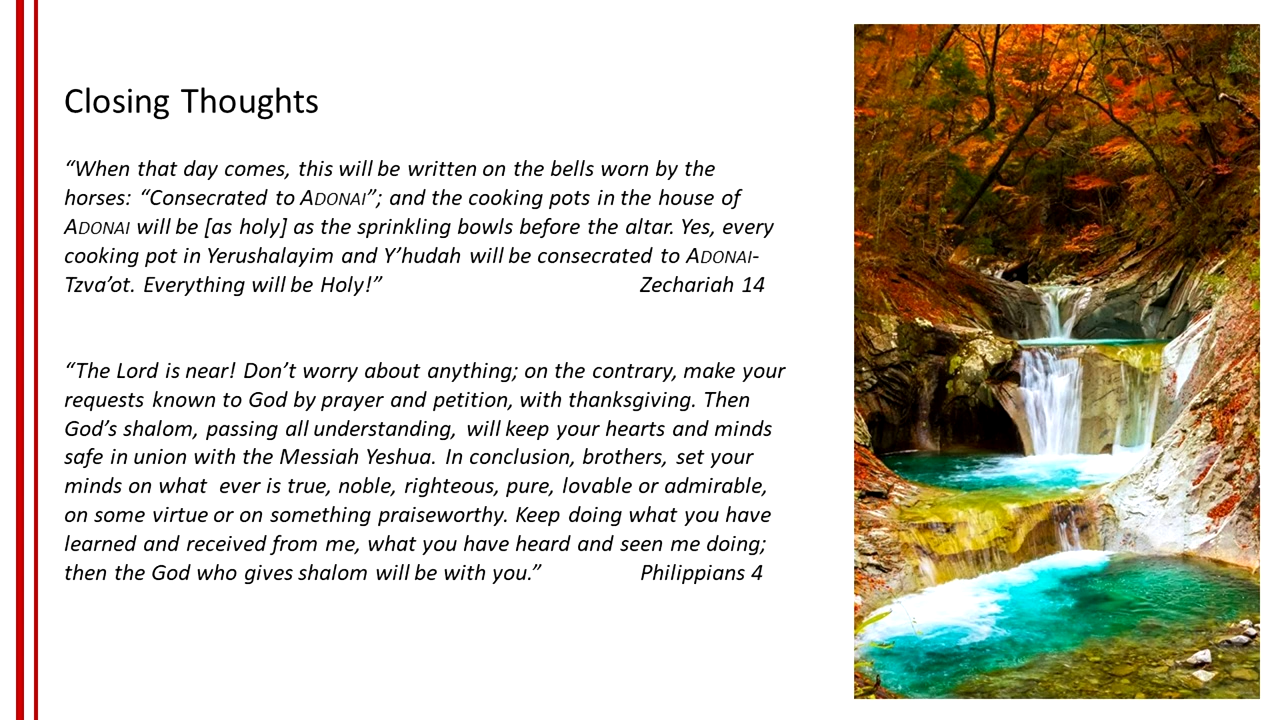 Closing Thoughts
“When that day comes, this will be written on the bells worn by the
horses: “Consecrated to ADONAI”; and the cooking pots in the house of
ADONAI will be [as holy] as the sprinkling bowls before the altar. Yes, every
cooking pot in Yerushalayim and Y’hudah will be consecrated to ADONAI-
Tzva’ot. Everything will be Holy!” Zechariah 14
“The Lord is near! Don’t worry about anything; on the contrary, make your
requests known to God by prayer and petition, with thanksgiving. Then
God’s shalom, passing all understanding, will keep your hearts and minds
safe in union with the Messiah Yeshua. In conclusion, brothers, set your
minds on what ever is true, noble, righteous, pure, lovable or admirable,
on some virtue or on something praiseworthy. Keep doing what you have
learned and received from me, what you have heard and seen me doing;
then the God who gives shalom will be with you.” Philippians 4